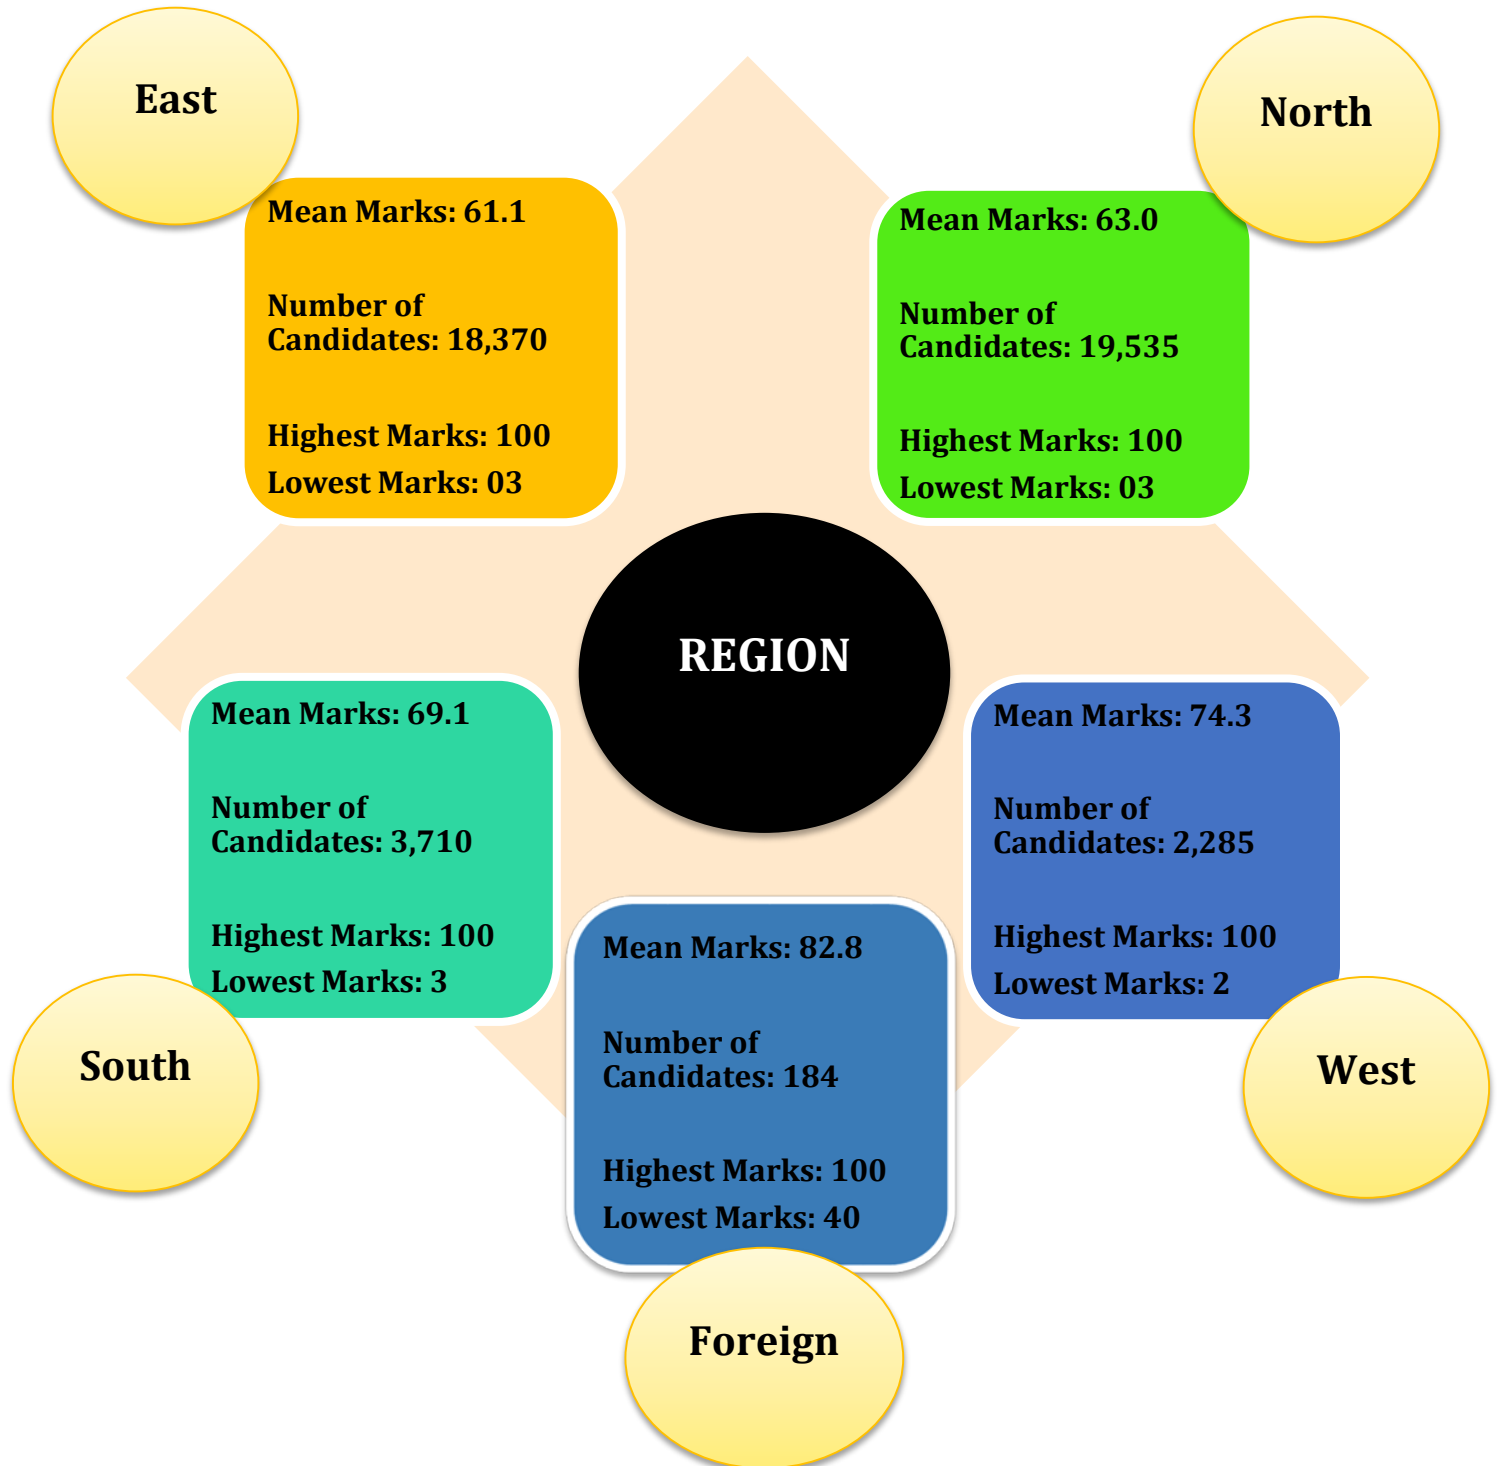 East
Mean Marks: 61.1
Number of
Candidates: 18,370
Highest Marks: 100
Lowest Marks: 03
North
Mean Marks: 63.0
Number of
Candidates: 19,535
Highest Marks: 100
Lowest Marks: 03
REGION
Mean Marks: 69.1
Number of
Candidates: 3,710
Highest Marks: 100
Lowest Marks: 3
South
Mean Marks: 82.8
Number of
Candidates: 184
Highest Marks: 100
Lowest Marks: 40
Foreign
Mean Marks: 74.3
Number of
Candidates: 2,285
Highest Marks: 100
Lowest Marks: 2
West